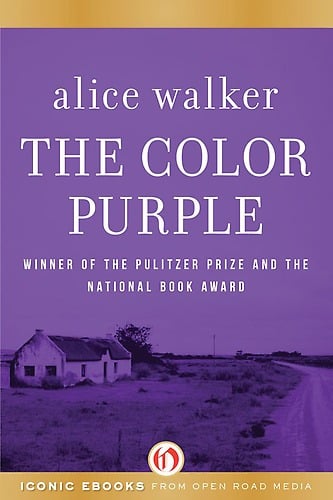 alice walker
THE COLOR
PURPLE
WINNER OF THE PULITZER PRIZE AND THE
NATIONAL BOOK AWARD
ICONIC EBOOKS FROM OPEN ROAD MEDIA